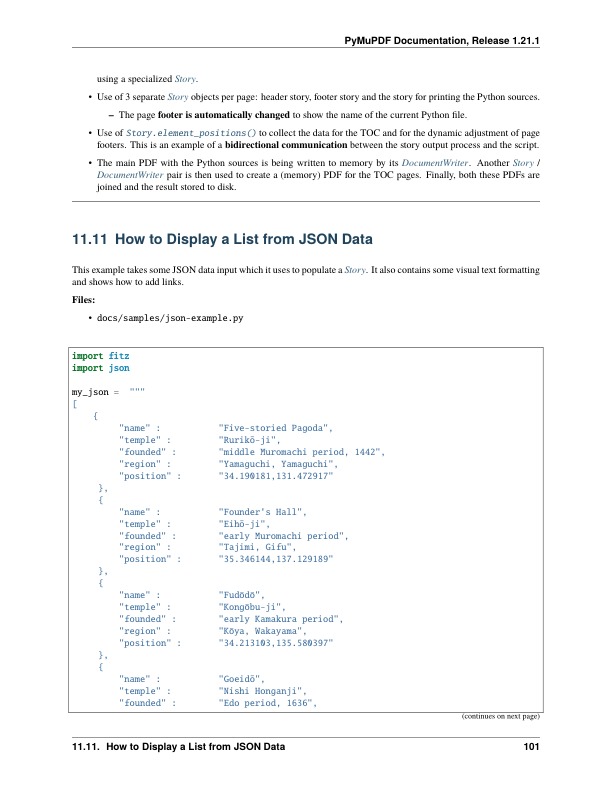 PyMuPDF Documentation, Release 1.21.1
using a specialized Story.
• Use of 3 separate Story objects per page: header story, footer story and the story for printing the Python sources.
– The page footer is automatically changed to show the name of the current Python file.
• Use of Story.element_positions() to collect the data for the TOC and for the dynamic adjustment of page
footers. This is an example of a bidirectional communication between the story output process and the script.
• The main PDF with the Python sources is being written to memory by its DocumentWriter. Another Story /
DocumentWriter pair is then used to create a (memory) PDF for the TOC pages. Finally, both these PDFs are
joined and the result stored to disk.
11.11 How to Display a List from JSON Data
This example takes some JSON data input which it uses to populate a Story. It also contains some visual text formatting
and shows how to add links.
Files:
• docs/samples/json-example.py
import fitz
import json
my_json = """
[
    {
         "name" :         "Five-storied Pagoda",
         "temple" :       "Rurikō-ji",
         "founded" :      "middle Muromachi period, 1442",
         "region" :       "Yamaguchi, Yamaguchi",
         "position" :     "34.190181,131.472917"
     },
     {
         "name" :         "Founder's Hall",
         "temple" :       "Eihō-ji",
         "founded" :      "early Muromachi period",
         "region" :       "Tajimi, Gifu",
         "position" :     "35.346144,137.129189"
     },
     {
         "name" :         "Fudōdō",
         "temple" :       "Kongōbu-ji",
         "founded" :      "early Kamakura period",
         "region" :       "Kōya, Wakayama",
         "position" :     "34.213103,135.580397"
     },
     {
         "name" :         "Goeidō",
         "temple" :       "Nishi Honganji",
         "founded" :      "Edo period, 1636",
(continues on next page)
11.11. How to Display a List from JSON Data 101